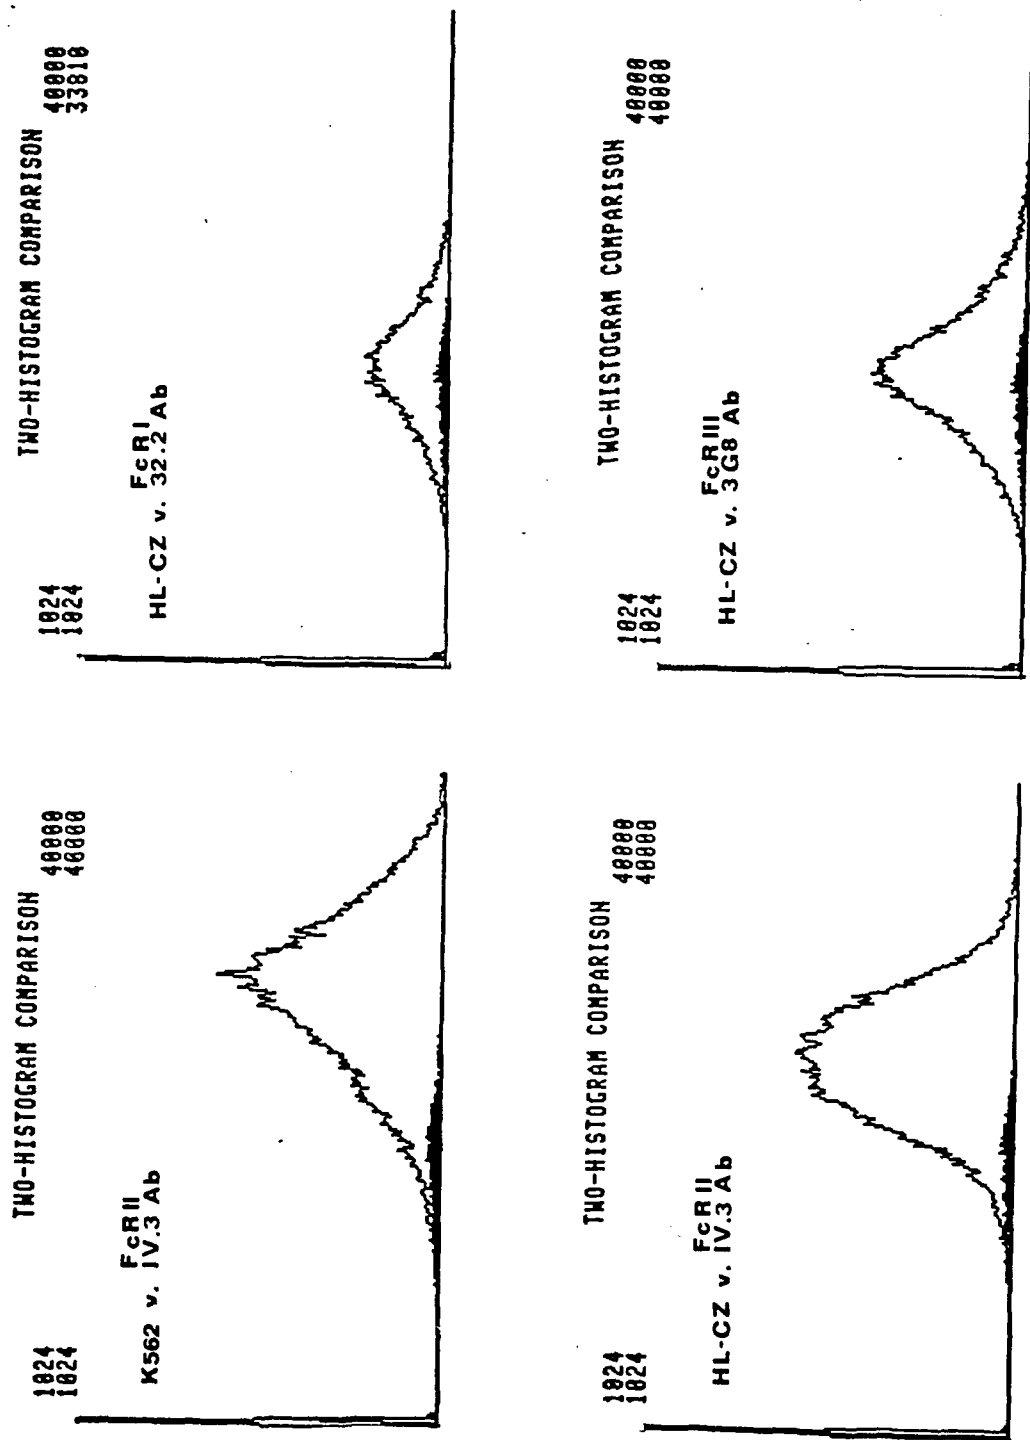 TWO-HISTOGRAM COMPARISON
1024 40000
1024 40000
FcRII
K562 v. IV.3 Ab
TWO-HISTOGRAM COMPARISON
1024 40000
1024 40000
FcRII
HL-CZ v. IV.3 Ab
TWO-HISTOGRAM COMPARISON
1024 40000
1024 33810
FcRI
HL-CZ v. 32.2 Ab
TWO-HISTOGRAM COMPARISON
1024 40000
1024 40000
FcRIII
HL-CZ v. 3G8 Ab